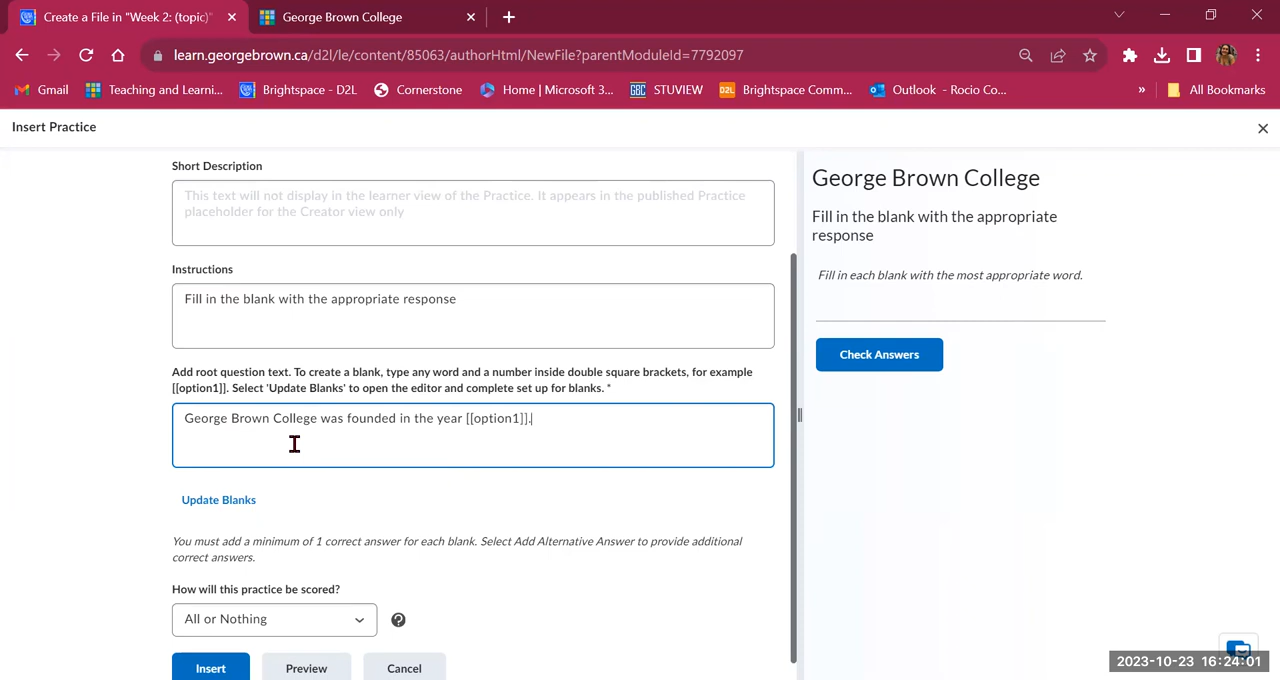 Create a File in "Week 2: (topic)"
George Brown College
learn.georgebrown.ca/d2l/le/content/85063/authorHtml/NewFile?parentModuleId=7792097
Gmail
Teaching and Learni...
Brightspace - D2L
Cornerstone
Home | Microsoft 3...
GBC
STUVIEW
D2L
Brightspace Comm...
Outlook - Rocio Co...
»
All Bookmarks
Insert Practice
Short Description
This text will not display in the learner view of the Practice. It appears in the published Practice
placeholder for the Creator view only
Instructions
Fill in the blank with the appropriate response
Add root question text. To create a blank, type any word and a number inside double square brackets, for example
[[option1]]. Select 'Update Blanks' to open the editor and complete set up for blanks. *
George Brown College was founded in the year [[option1]].
Update Blanks
You must add a minimum of 1 correct answer for each blank. Select Add Alternative Answer to provide additional
correct answers.
How will this practice be scored?
All or Nothing
Insert
Preview
Cancel
George Brown College
Fill in the blank with the appropriate
response
Fill in each blank with the most appropriate word.
Check Answers
2023-10-23 16:24:01